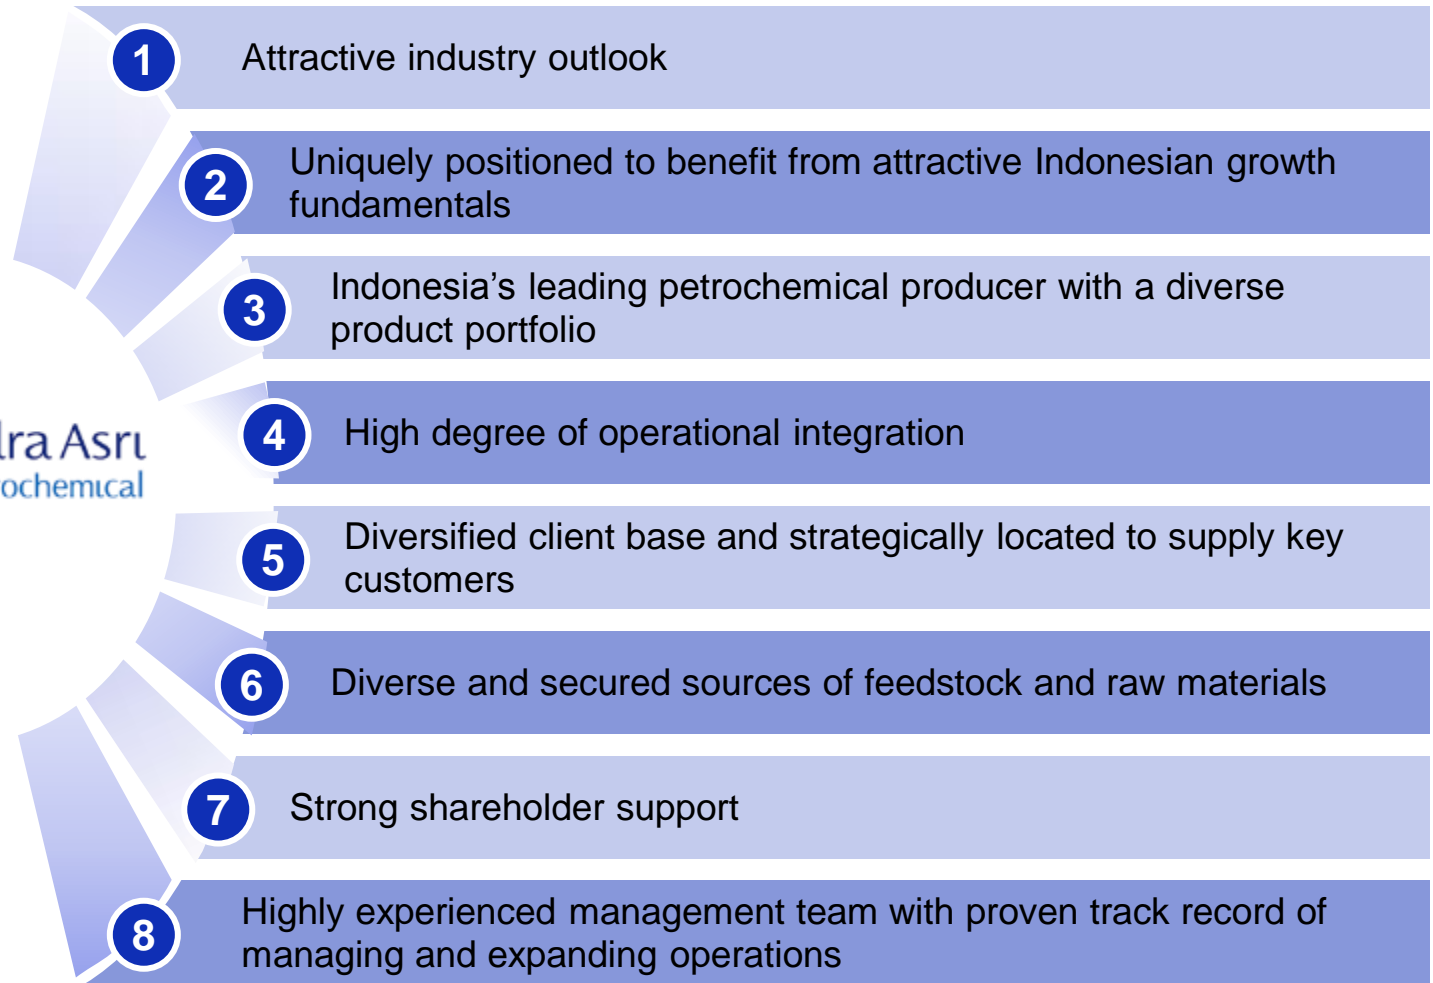 1
Attractive industry outlook
2
Uniquely positioned to benefit from attractive Indonesian growth
fundamentals
3
Indonesia’s leading petrochemical producer with a diverse
product portfolio
lra Asrı
ochemıcal
4
High degree of operational integration
5
Diversified client base and strategically located to supply key
customers
6
Diverse and secured sources of feedstock and raw materials
7
Strong shareholder support
8
Highly experienced management team with proven track record of
managing and expanding operations